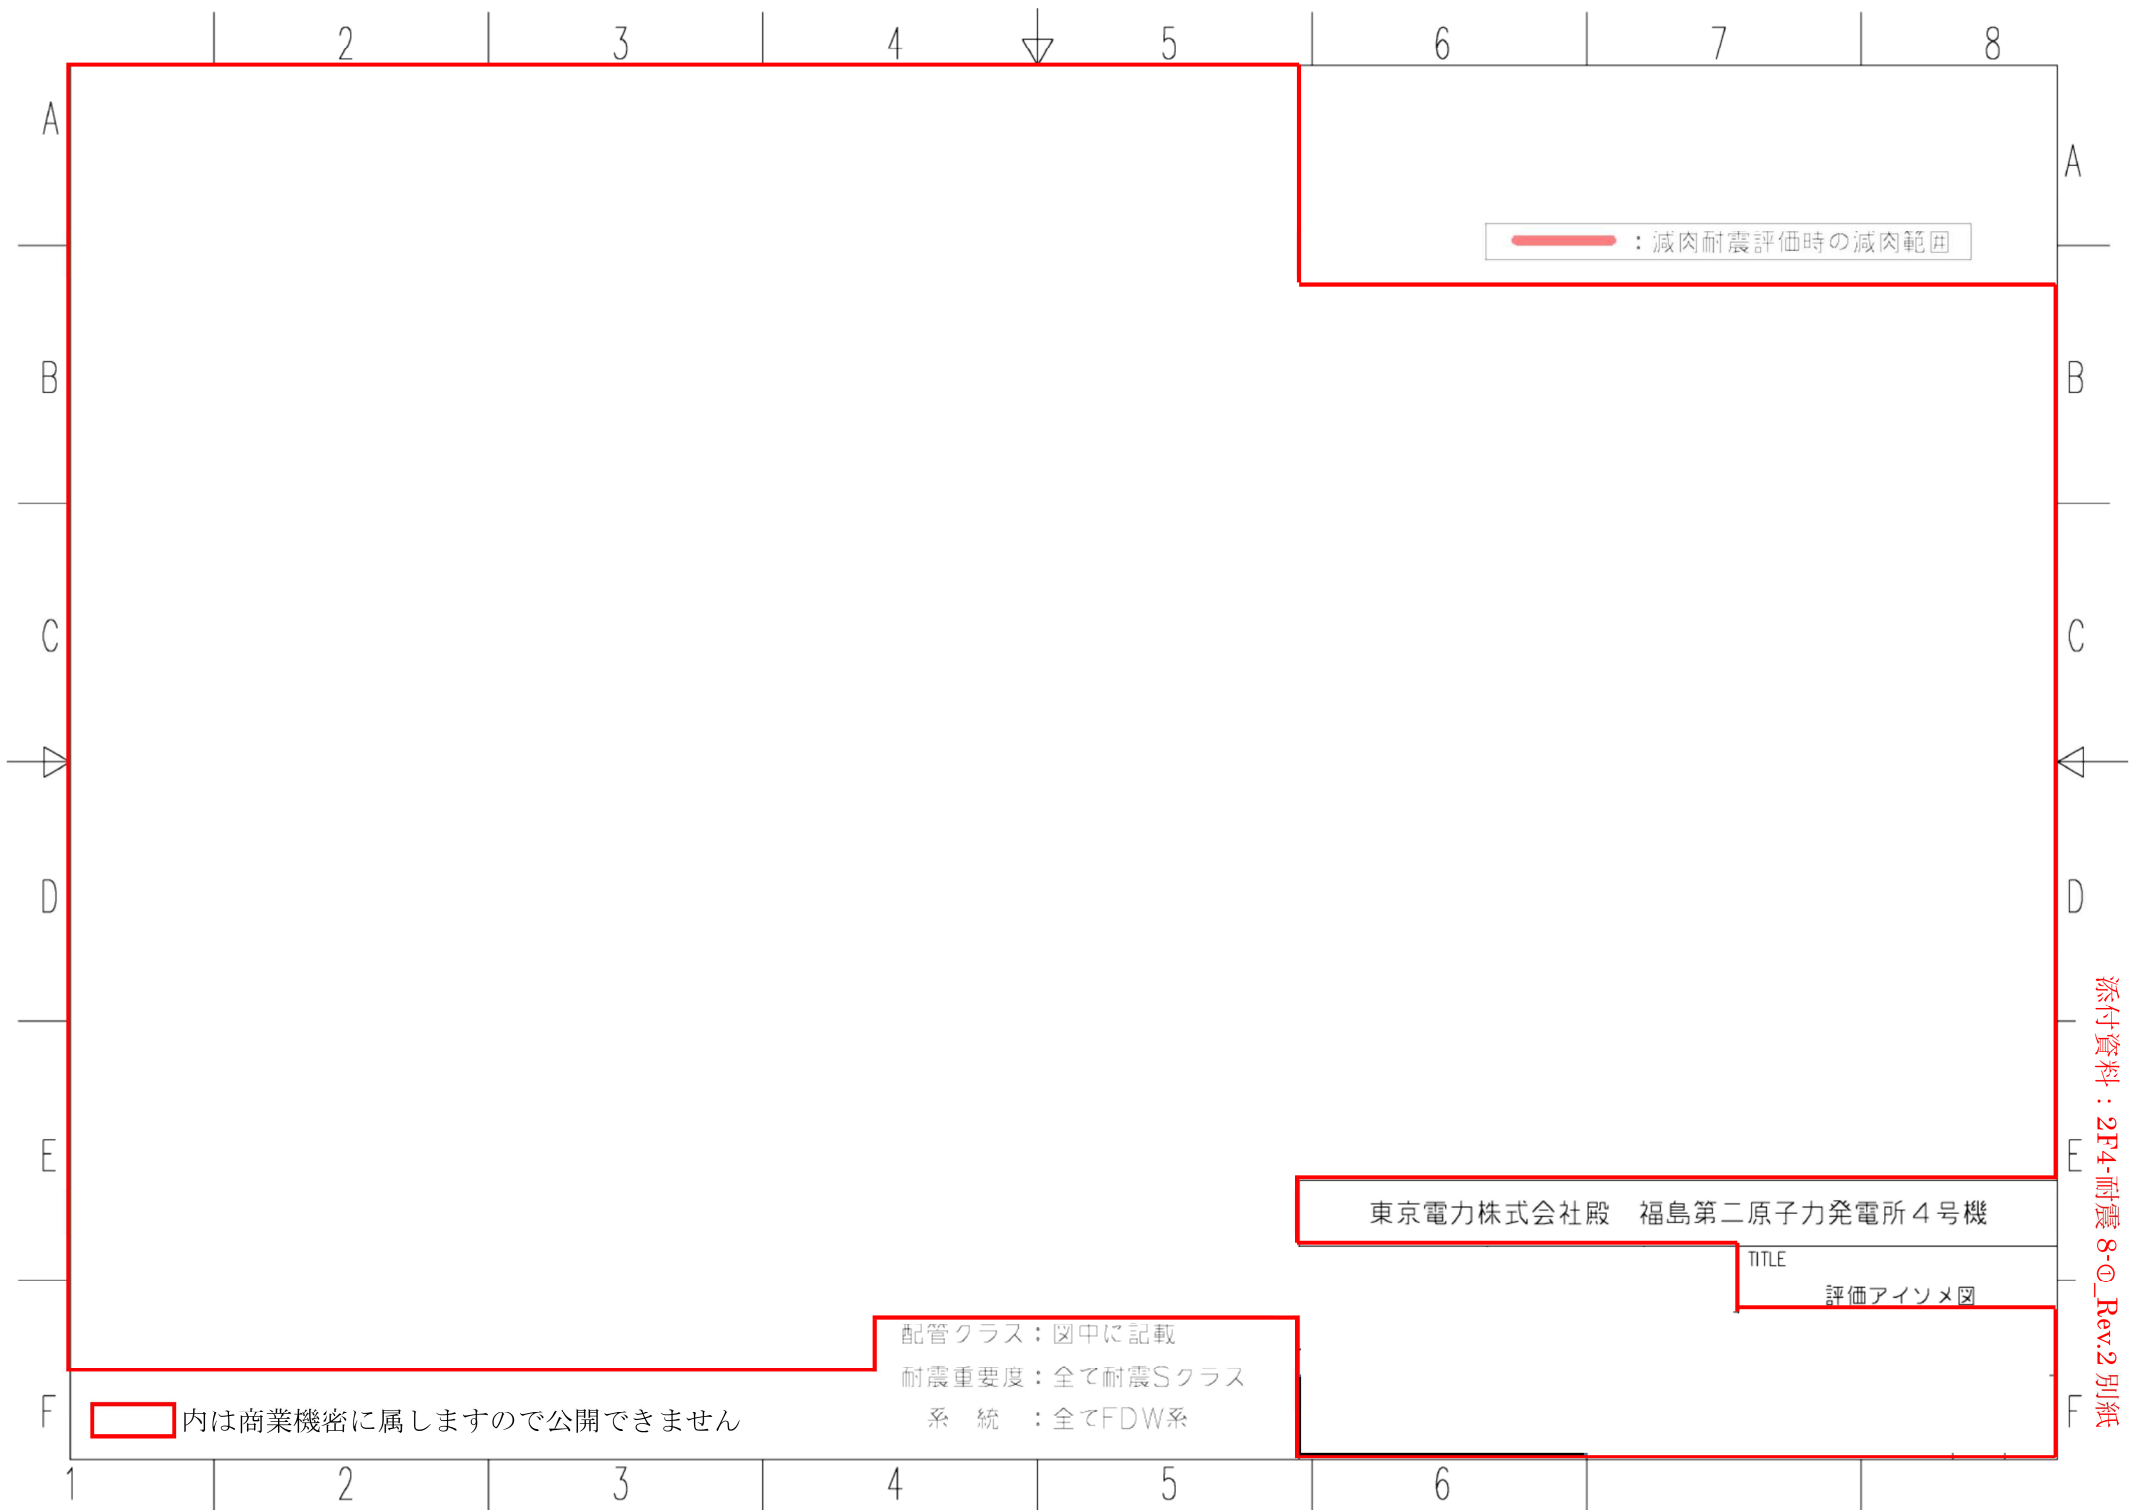 2 3 4 5 6 7 8
A A
：減肉耐震評価時の減肉範囲
B B
C C
D D
E E
東京電力株式会社殿　福島第二原子力発電所４号機
TITLE
評価アイソメ図
配管クラス：図中に記載
耐震重要度：全て耐震Sクラス
系　統　：全てFDW系
F F
内は商業機密に属しますので公開できません
1 2 3 4 5 6
添付資料：2F4-耐震 8-①_Rev.2 別紙